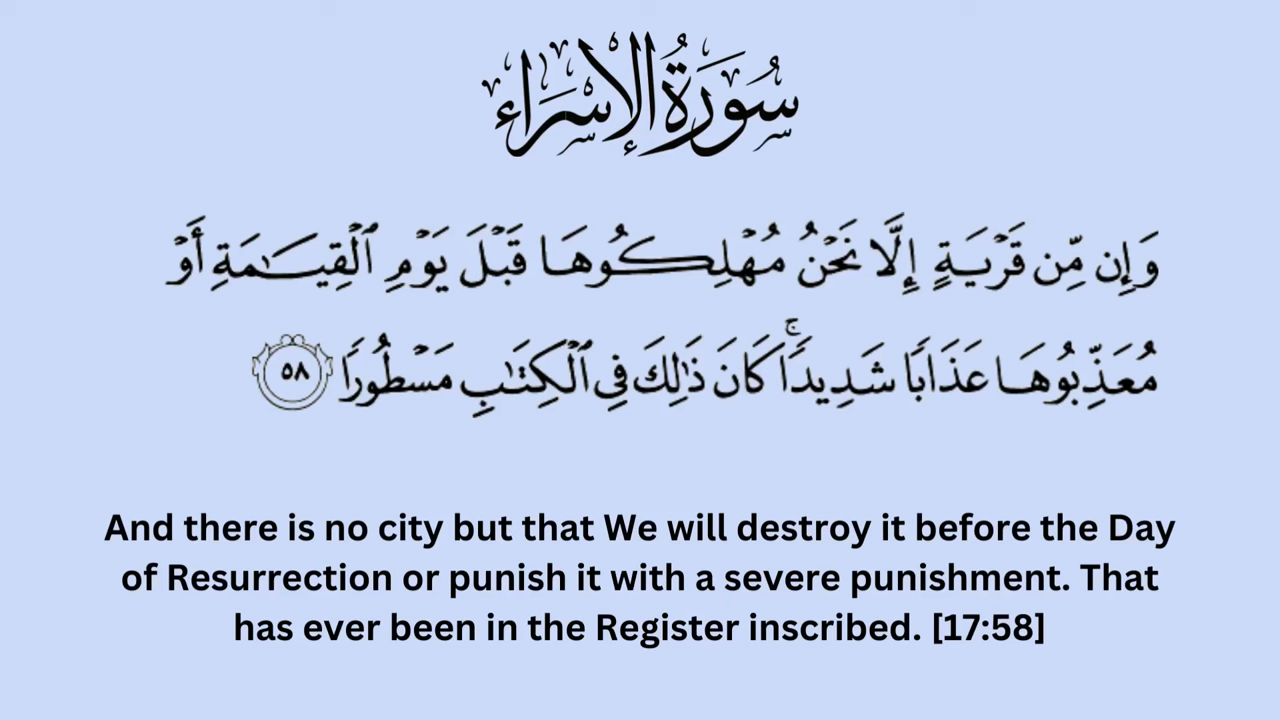 سُورَةُ الإِسْرَاءِ
وَإِن مِّن قَرْيَةٍ إِلَّا نَحْنُ مُهْلِكُوهَا قَبْلَ يَوْمِ ٱلْقِيَـٰمَةِ أَوْ
مُعَذِّبُوهَا عَذَابًا شَدِيدًا ۚ كَانَ ذَٰلِكَ فِى ٱلْكِتَـٰبِ مَسْطُورًا ٥٨
And there is no city but that We will destroy it before the Day
of Resurrection or punish it with a severe punishment. That
has ever been in the Register inscribed. [17:58]